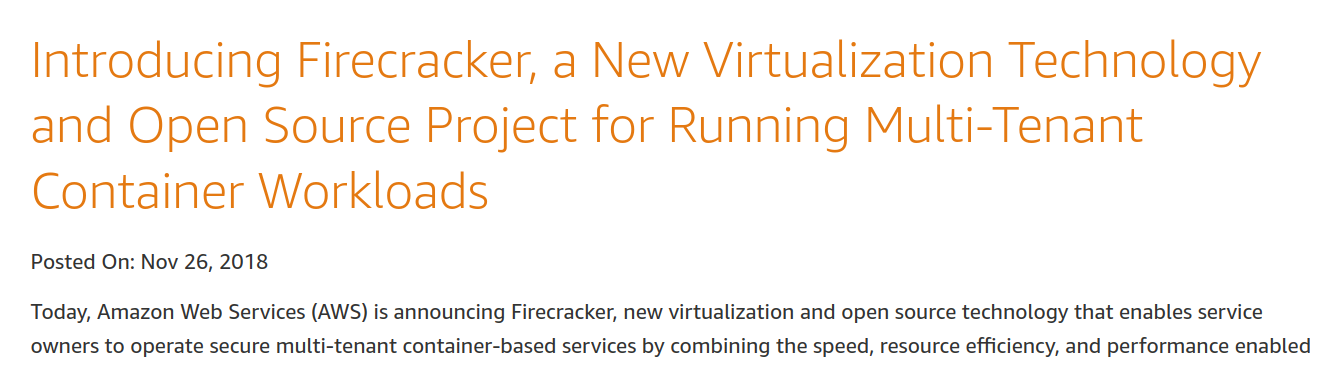 Introducing Firecracker, a New Virtualization Technology
and Open Source Project for Running Multi-Tenant
Container Workloads
Posted On: Nov 26, 2018
Today, Amazon Web Services (AWS) is announcing Firecracker, new virtualization and open source technology that enables service
owners to operate secure multi-tenant container-based services by combining the speed, resource efficiency, and performance enabled